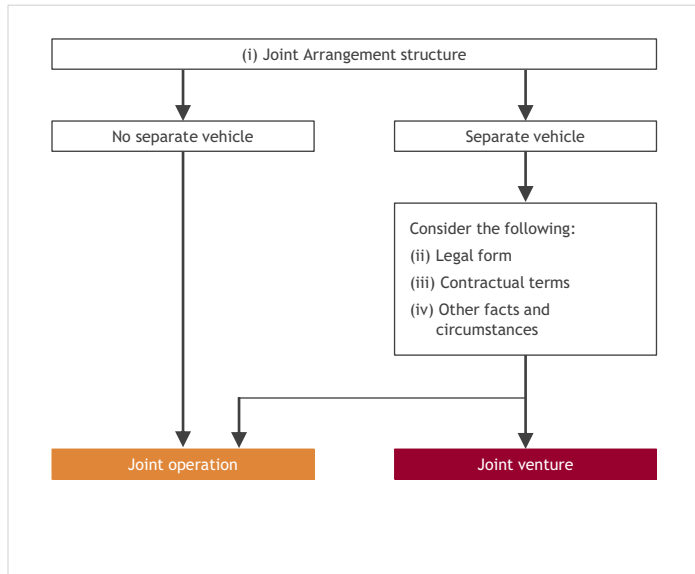 (i) Joint Arrangement structure
No separate vehicle
Separate vehicle
Consider the following:
(ii) Legal form
(iii) Contractual terms
(iv) Other facts and
circumstances
Joint operation
Joint venture